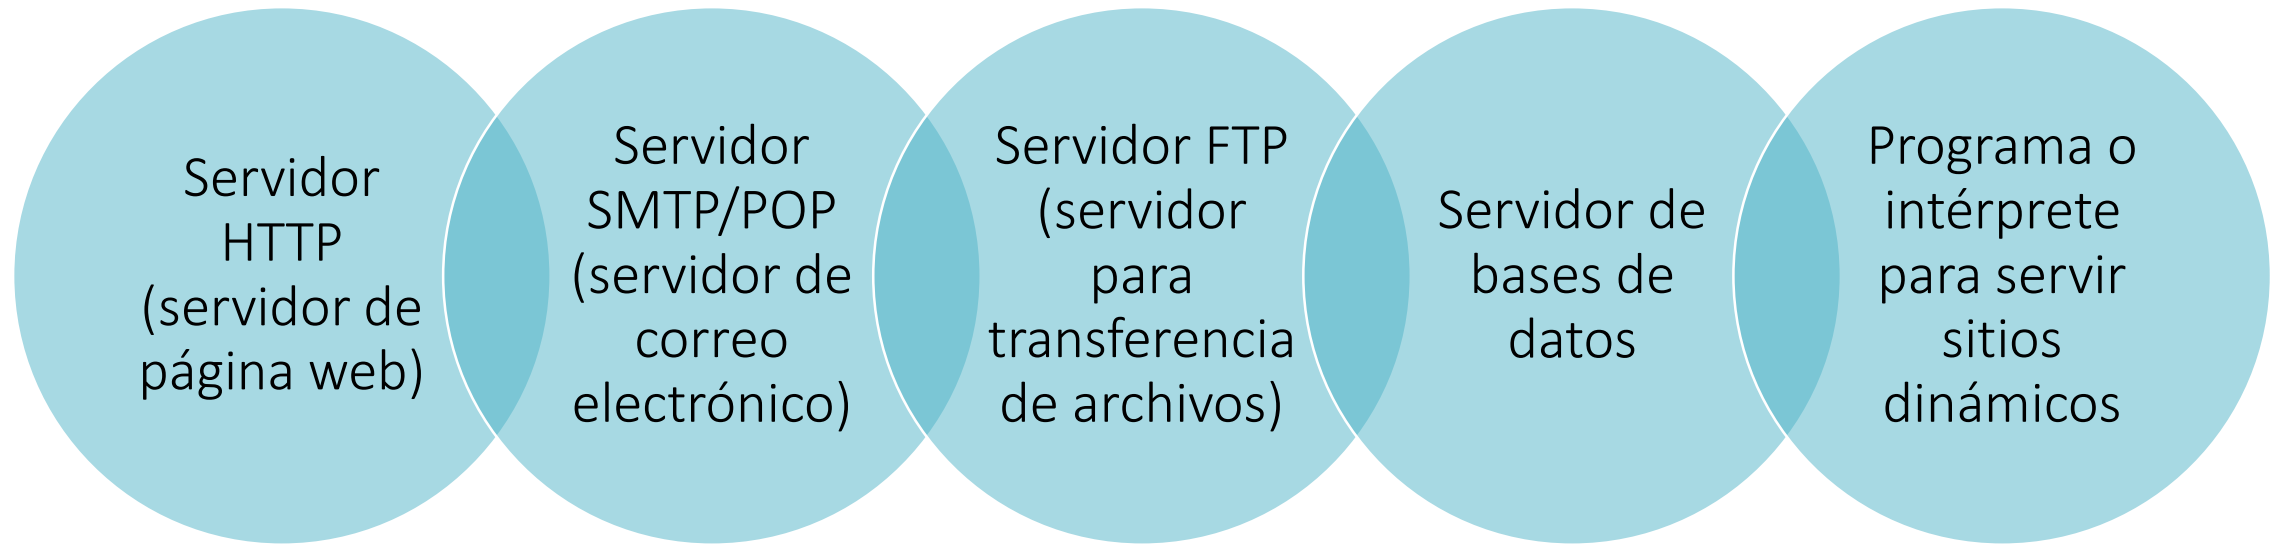 Servidor
HTTP
(servidor de
página web)
Servidor
SMTP/POP
(servidor de
correo
electrónico)
Servidor FTP
(servidor
para
transferencia
de archivos)
Servidor de
bases de
datos
Programa o
intérprete
para servir
sitios
dinámicos